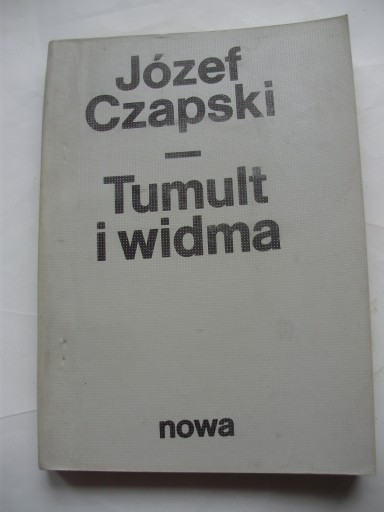 Józef
Czapski
—
Tumult
i widma
nowa